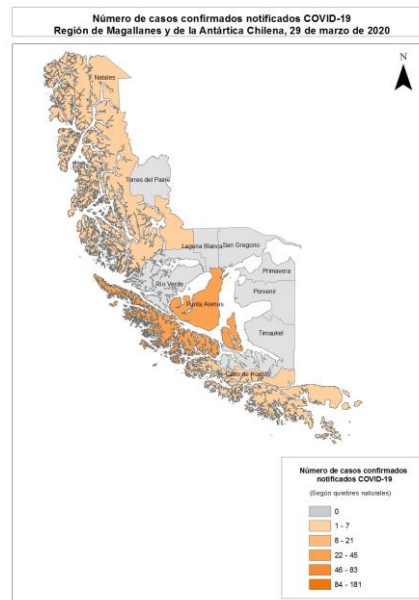 Número de casos confirmados notificados COVID-19
Región de Magallanes y de la Antártica Chilena, 29 de marzo de 2020
N
Natales
Torres del Paine
Laguna Blanca
San Gregorio
Primavera
Río Verde
Punta Arenas
Porvenir
Timaukel
Cabo de Hornos
Número de casos confirmados
notificados COVID-19
(Según quiebres naturales)
0
1 - 7
8 - 21
22 - 45
46 - 83
84 - 181